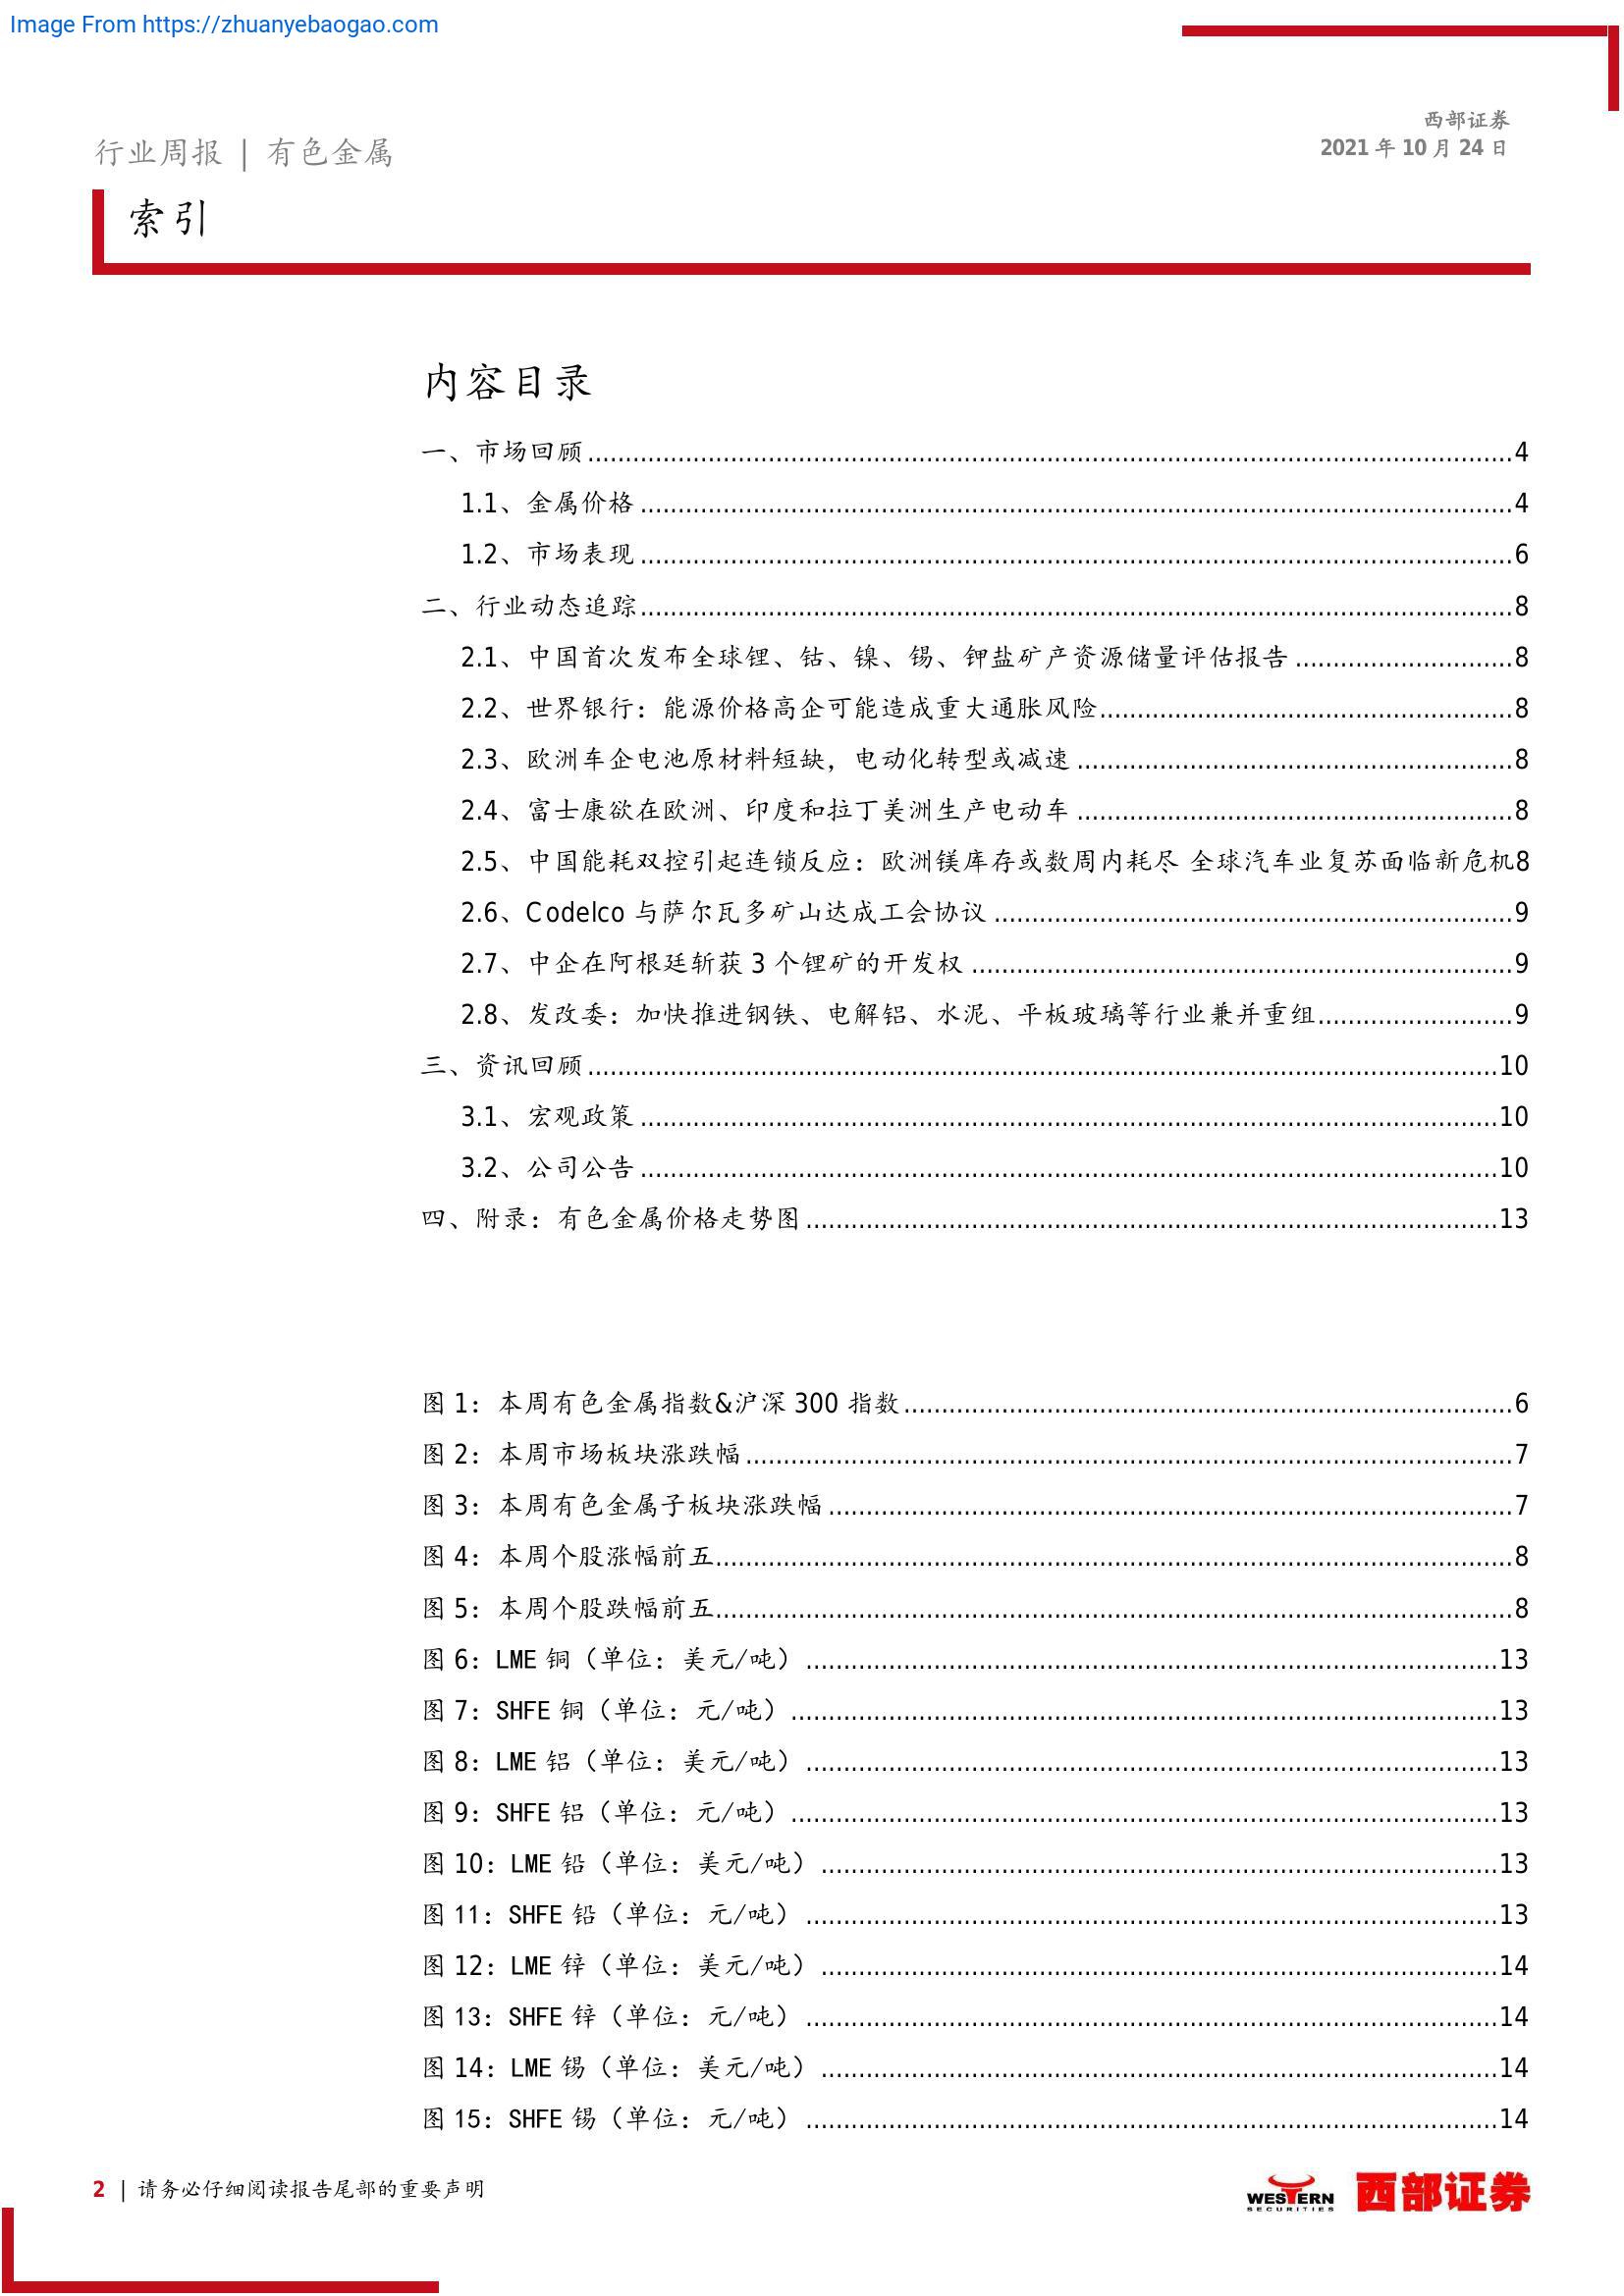 Image From https://zhuanyebaogao.com
西部证券
2021 年 10 月 24 日
行业周报 | 有色金属
索引
内容目录
一、市场回顾 4
1.1、金属价格 4
1.2、市场表现 6
二、行业动态追踪 8
2.1、中国首次发布全球锂、钴、镍、锡、钾盐矿产资源储量评估报告 8
2.2、世界银行：能源价格高企可能造成重大通胀风险 8
2.3、欧洲车企电池原材料短缺，电动化转型或减速 8
2.4、富士康欲在欧洲、印度和拉丁美洲生产电动车 8
2.5、中国能耗双控引起连锁反应：欧洲镁库存或数周内耗尽 全球汽车业复苏面临新危机8
2.6、Codelco 与萨尔瓦多矿山达成工会协议 9
2.7、中企在阿根廷斩获 3 个锂矿的开发权 9
2.8、发改委：加快推进钢铁、电解铝、水泥、平板玻璃等行业兼并重组 9
三、资讯回顾 10
3.1、宏观政策 10
3.2、公司公告 10
四、附录：有色金属价格走势图 13
图 1：本周有色金属指数&沪深 300 指数 6
图 2：本周市场板块涨跌幅 7
图 3：本周有色金属子板块涨跌幅 7
图 4：本周个股涨幅前五 8
图 5：本周个股跌幅前五 8
图 6：LME 铜（单位：美元/吨） 13
图 7：SHFE 铜（单位：元/吨） 13
图 8：LME 铝（单位：美元/吨） 13
图 9：SHFE 铝（单位：元/吨） 13
图 10：LME 铅（单位：美元/吨） 13
图 11：SHFE 铅（单位：元/吨） 13
图 12：LME 锌（单位：美元/吨） 14
图 13：SHFE 锌（单位：元/吨） 14
图 14：LME 锡（单位：美元/吨） 14
图 15：SHFE 锡（单位：元/吨） 14
2 | 请务必仔细阅读报告尾部的重要声明
WESTERN
SECURITIES
西部证券